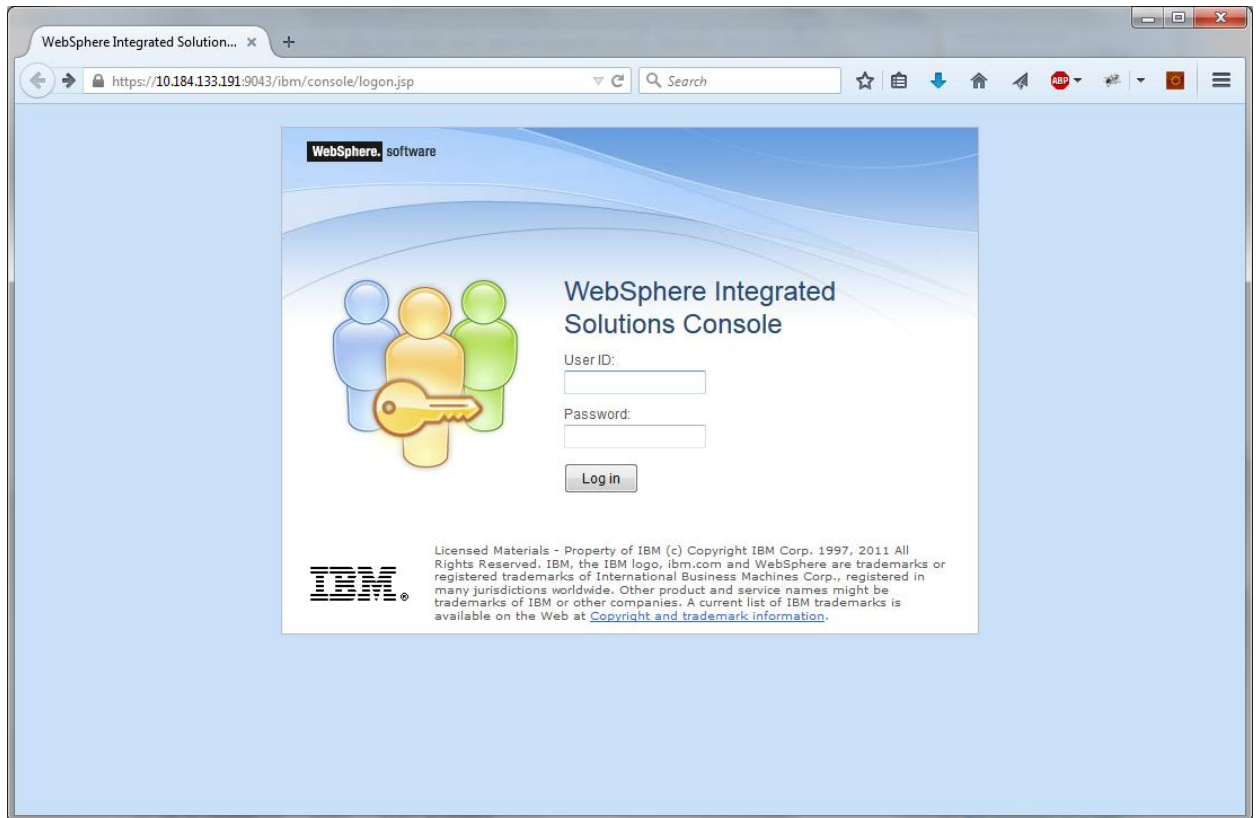 WebSphere Integrated Solution...
https://10.184.133.191:9043/ibm/console/logon.jsp
Search
ABP
WebSphere. software
WebSphere Integrated
Solutions Console
User ID:
Password:
Log in
IBM®
Licensed Materials - Property of IBM (c) Copyright IBM Corp. 1997, 2011 All
Rights Reserved. IBM, the IBM logo, ibm.com and WebSphere are trademarks or
registered trademarks of International Business Machines Corp., registered in
many jurisdictions worldwide. Other product and service names might be
trademarks of IBM or other companies. A current list of IBM trademarks is
available on the Web at Copyright and trademark information.